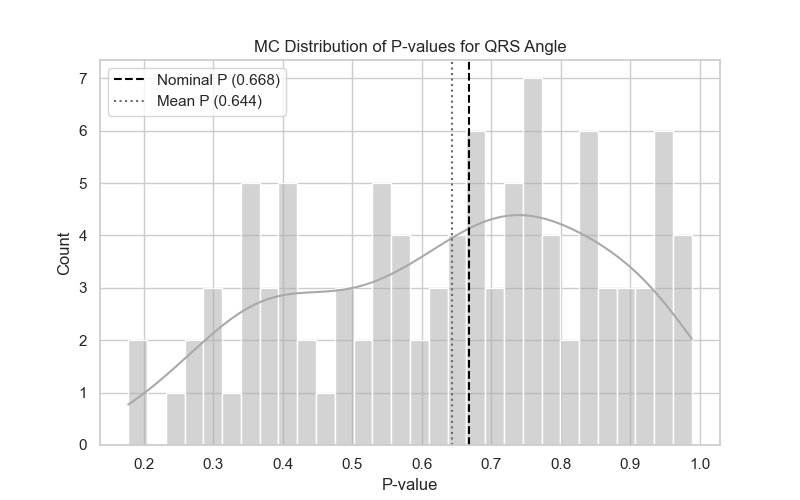 MC Distribution of P-values for QRS Angle
Nominal P (0.668)
Mean P (0.644)
Count
7
6
5
4
3
2
1
0
0.2 0.3 0.4 0.5 0.6 0.7 0.8 0.9 1.0
P-value